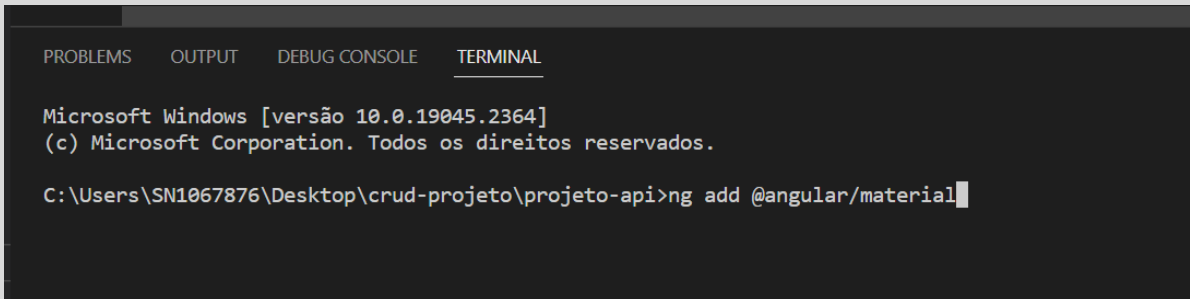 PROBLEMS OUTPUT DEBUG CONSOLE TERMINAL
Microsoft Windows [versão 10.0.19045.2364]
(c) Microsoft Corporation. Todos os direitos reservados.
C:\Users\SN1067876\Desktop\crud-projeto\projeto-api>ng add @angular/material